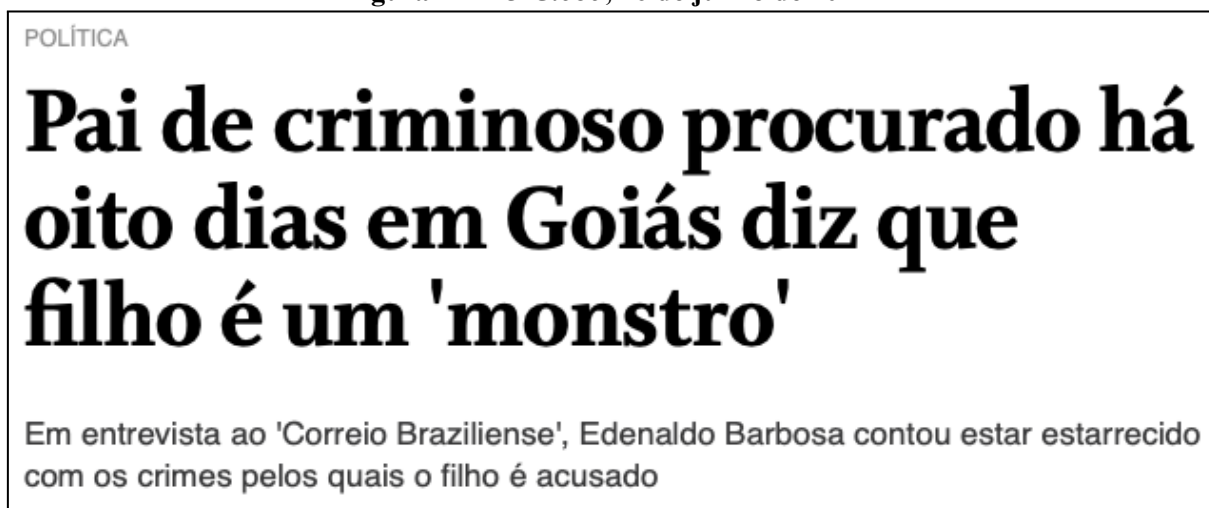 POLÍTICA
Pai de criminoso procurado há
oito dias em Goiás diz que
filho é um 'monstro'
Em entrevista ao 'Correio Braziliense', Edenaldo Barbosa contou estar estarrecido
com os crimes pelos quais o filho é acusado